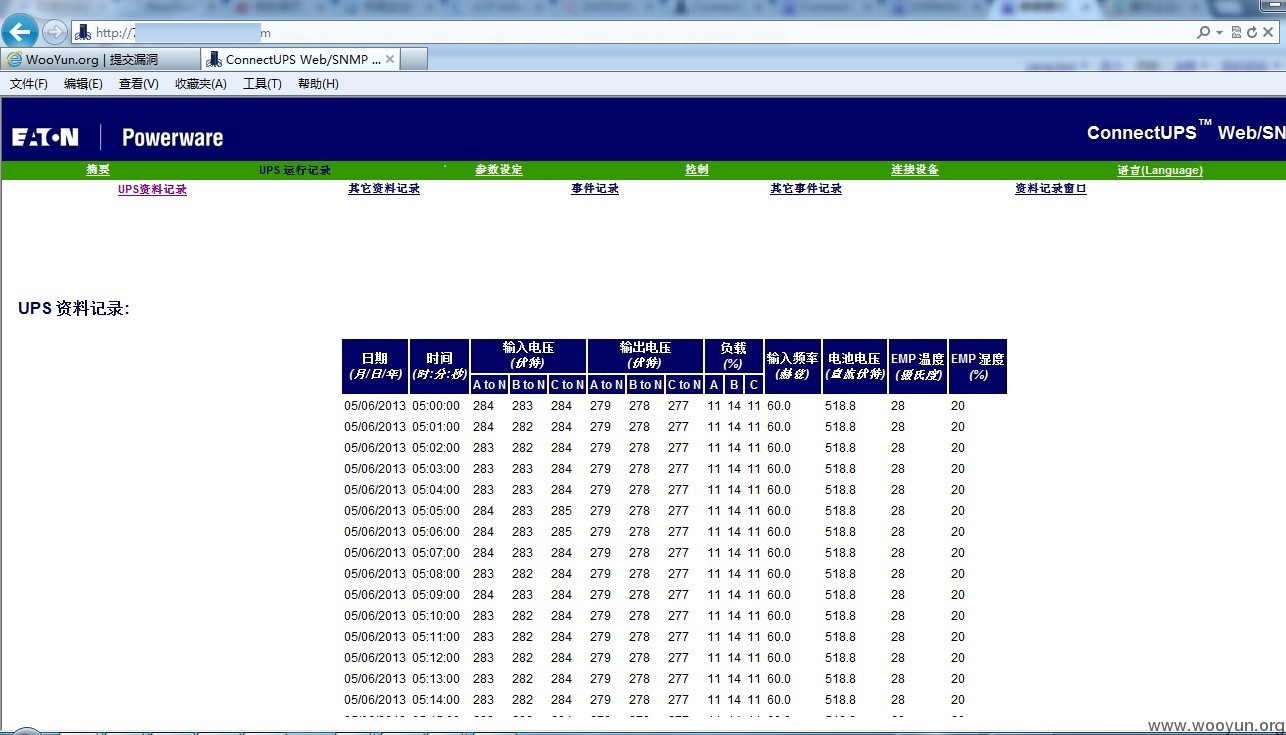 http://7 m
WooYun.org | 提交漏洞 ConnectUPS Web/SNMP ...
文件(F) 编辑(E) 查看(V) 收藏夹(A) 工具(T) 帮助(H)
EATON Powerware ConnectUPS™ Web/SN
摘要 UPS 运行记录 参数设定 控制 连接设备 语言(Language)
UPS资料记录 其它资料记录 事件记录 其它事件记录 资料记录窗口
UPS 资料记录:
日期 时间 输入电压 输出电压 负载 输入频率 电池电压 EMP 温度 EMP 湿度
(月/日/年) (时:分:秒) (伏特) (伏特) (%) (赫兹) (直流伏特) (摄氏度) (%)
A to N B to N C to N A to N B to N C to N A B C
05/06/2013 05:00:00 284 283 284 279 278 277 11 14 11 60.0 518.8 28 20
05/06/2013 05:01:00 284 282 284 279 278 277 11 14 11 60.0 518.8 28 20
05/06/2013 05:02:00 283 282 284 279 278 277 11 14 11 60.0 518.8 28 20
05/06/2013 05:03:00 283 283 284 279 278 277 11 14 11 60.0 518.8 28 20
05/06/2013 05:04:00 283 283 284 279 278 277 11 14 11 60.0 518.8 28 20
05/06/2013 05:05:00 284 283 285 279 278 277 11 14 11 60.0 518.8 28 20
05/06/2013 05:06:00 284 283 285 279 278 277 11 14 11 60.0 518.8 28 20
05/06/2013 05:07:00 284 283 284 279 278 277 11 14 11 60.0 518.8 28 20
05/06/2013 05:08:00 283 282 284 279 278 277 11 14 11 60.0 518.8 28 20
05/06/2013 05:09:00 284 283 284 279 278 277 11 14 11 60.0 518.8 28 20
05/06/2013 05:10:00 283 282 284 279 278 277 11 14 11 60.0 518.8 28 20
05/06/2013 05:11:00 283 282 284 279 278 277 11 14 11 60.0 518.8 28 20
05/06/2013 05:12:00 283 282 284 279 278 277 11 14 11 60.0 518.8 28 20
05/06/2013 05:13:00 283 282 284 279 278 277 11 14 11 60.0 518.8 28 20
05/06/2013 05:14:00 283 282 284 279 278 277 11 14 11 60.0 518.8 28 20
www.wooyun.org